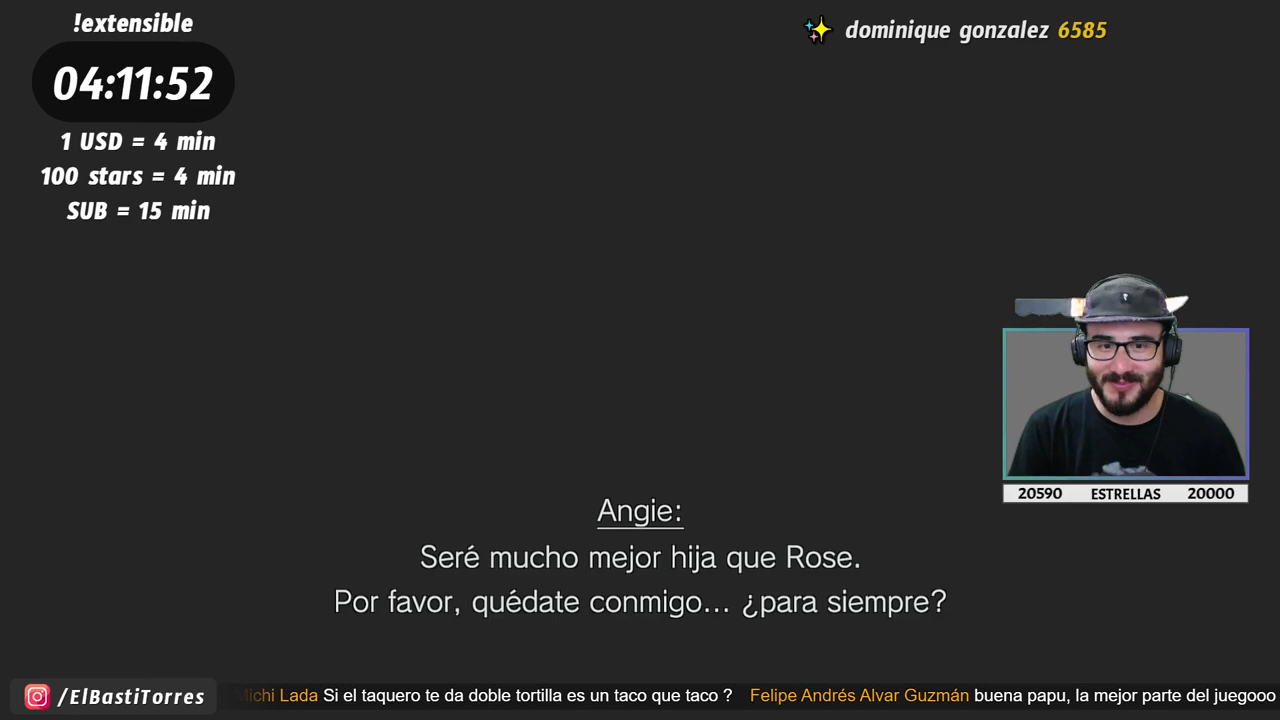 !extensible
04:11:52
1 USD = 4 min
100 stars = 4 min
SUB = 15 min
dominique gonzalez 6585
20590 ESTRELLAS 20000
Angie:
Seré mucho mejor hija que Rose.
Por favor, quédate conmigo... ¿para siempre?
/ElBastiTorres
Michi Lada Si el taquero te da doble tortilla es un taco que taco ? Felipe Andrés Alvar Guzmán buena papu, la mejor parte del juegooo